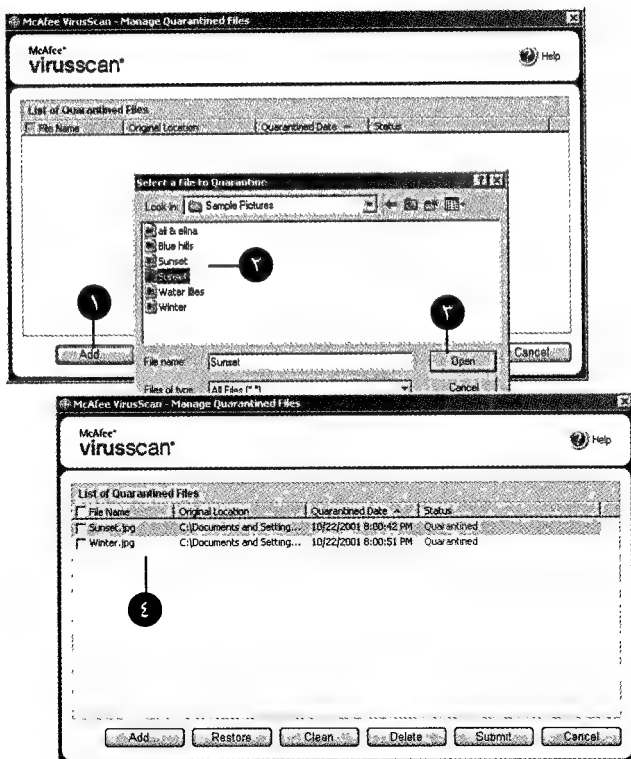 McAfee VirusScan - Manage Quarantined Files
McAfee
virusscan
Help
List of Quarantined Files
File Name Original Location Quarantined Date Status
Select a File to Quarantine
Look in: Sample Pictures
ali & elina
Blue hills
Sunset
Sunset
Water lilies
Winter
١
٢
٣
File name: Sunset Open
Files of type: All Files (*.*) Cancel
Add Cancel
McAfee VirusScan - Manage Quarantined Files
McAfee
virusscan
Help
List of Quarantined Files
File Name Original Location Quarantined Date Status
Sunset.jpg C:\Documents and Setting... 10/22/2001 8:00:42 PM Quarantined
Winter.jpg C:\Documents and Setting... 10/22/2001 8:00:51 PM Quarantined
٤
Add Restore Clean Delete Submit Cancel